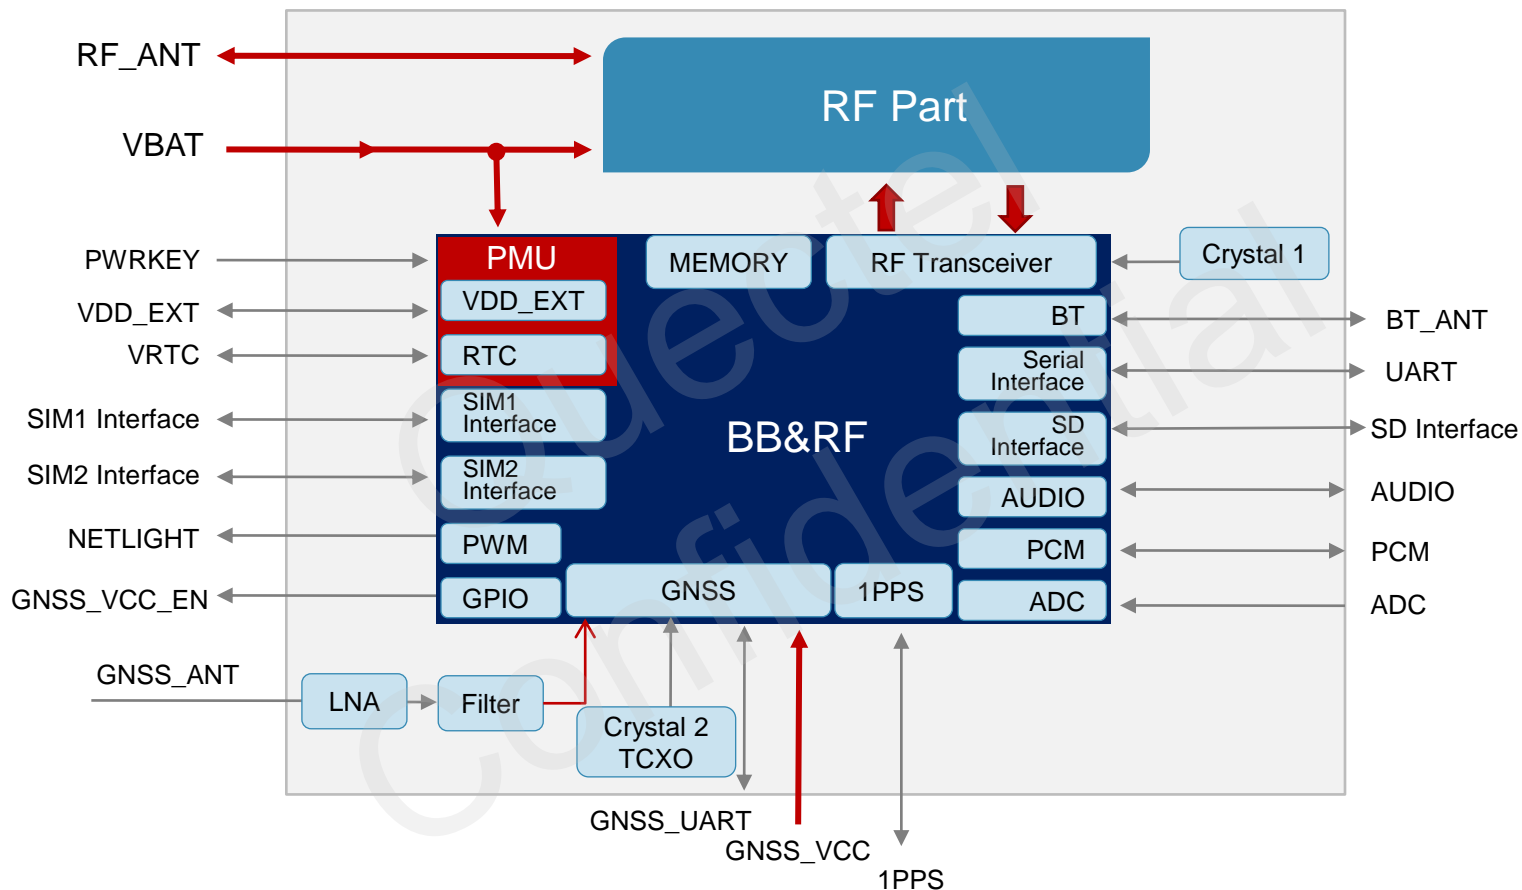 RF_ANT
RF Part
VBAT
PWRKEY
PMU
MEMORY
RF Transceiver
Crystal 1
VDD_EXT
VDD_EXT
BT
BT_ANT
VRTC
RTC
Serial
Interface
UART
SIM1 Interface
SIM1
Interface
BB&RF
SD
Interface
SD Interface
SIM2 Interface
SIM2
Interface
AUDIO
AUDIO
NETLIGHT
PWM
PCM
PCM
GNSS_VCC_EN
GPIO
GNSS
1PPS
ADC
ADC
GNSS_ANT
LNA
Filter
Crystal 2
TCXO
GNSS_UART
GNSS_VCC
1PPS
Quectel
Confidential